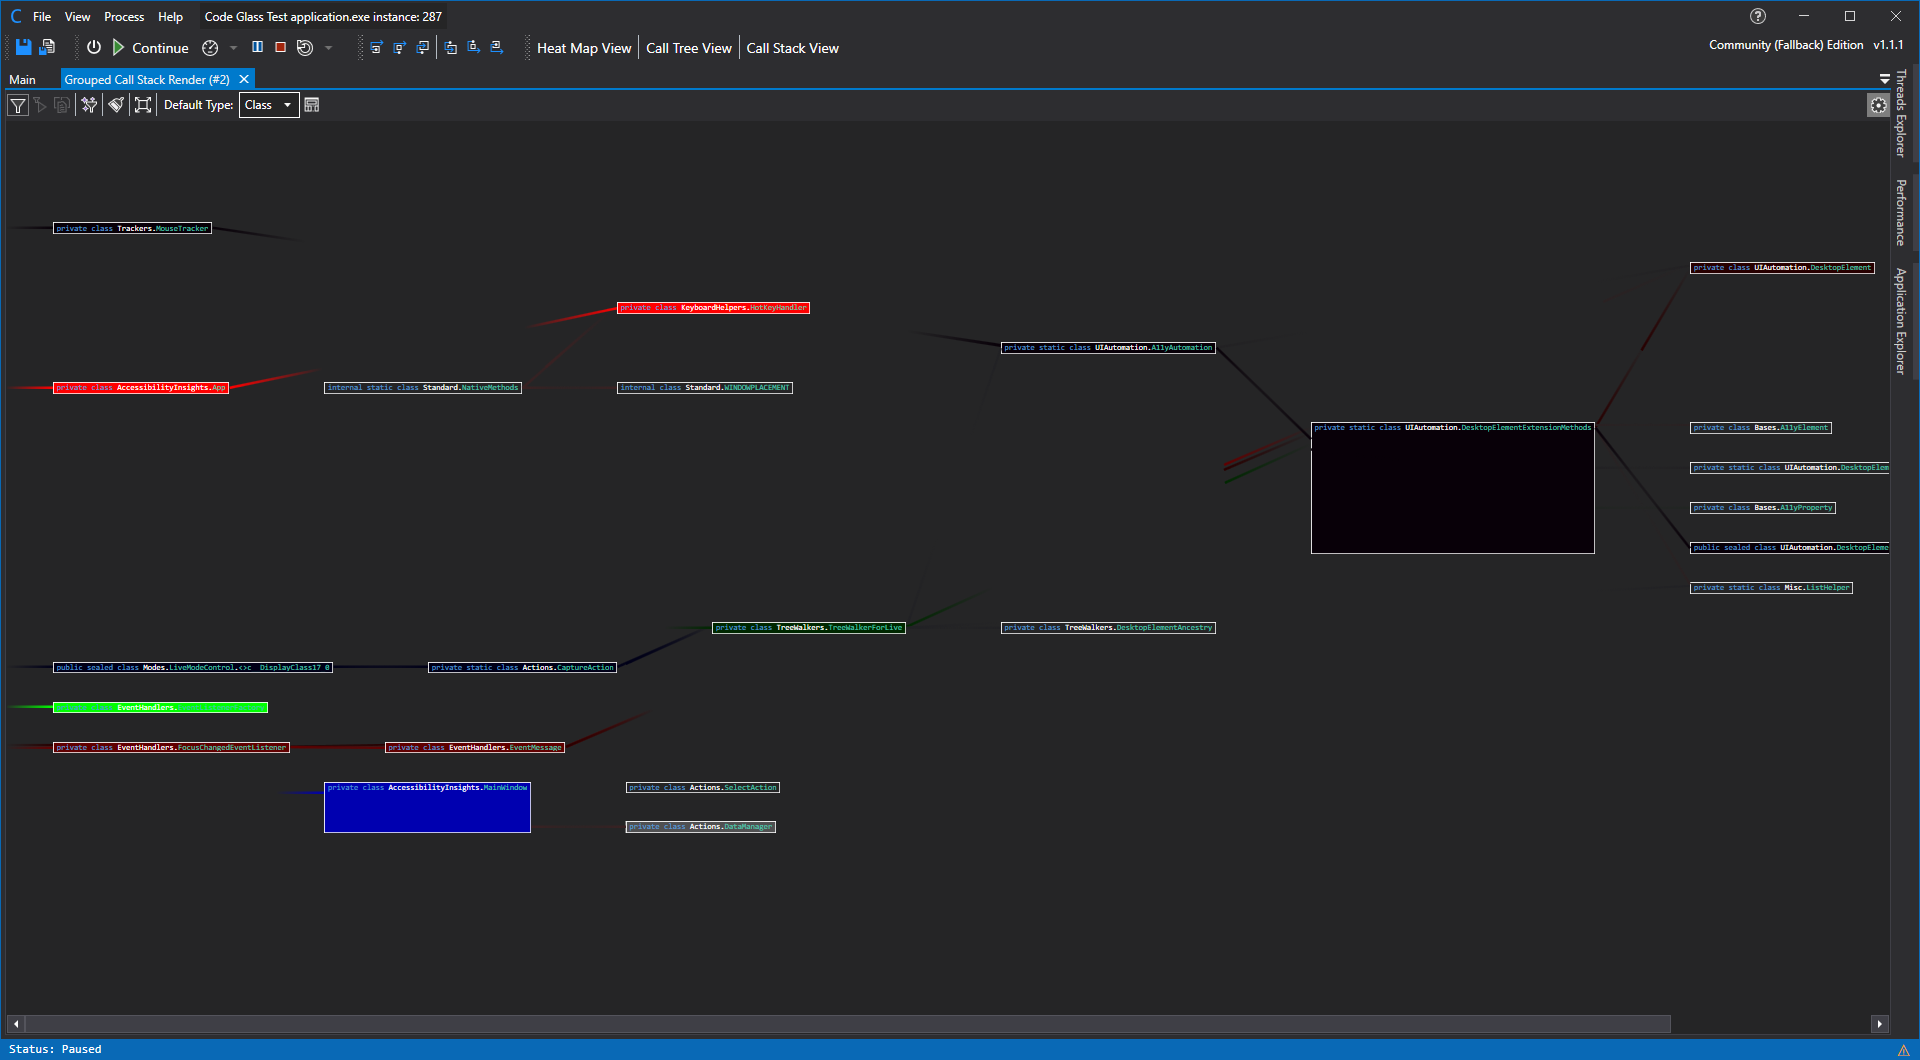 C File View Process Help Code Glass Test application.exe instance: 287
Continue Heat Map View Call Tree View Call Stack View Community (Fallback) Edition v1.1.1
Main Grouped Call Stack Render (#2)
Default Type: Class
Threads Explorer
Performance
Application Explorer
private class Trackers.MouseTracker
private class UIAutomation.DesktopElement
private class KeyboardHelpers.HotKeyHandler
private static class UIAutomation.A11yAutomation
private class AccessibilityInsights.App
internal static class Standard.NativeMethods
internal class Standard.WINDOWPLACEMENT
private static class UIAutomation.DesktopElementExtensionMethods
private class Bases.A11yElement
private static class UIAutomation.DesktopElem
private class Bases.A11yProperty
public sealed class UIAutomation.DesktopEleme
private static class Misc.ListHelper
private class TreeWalkers.TreeWalkerForLive
private class TreeWalkers.DesktopElementAncestry
public sealed class Modes.LiveModeControl.<>c DisplayClass17 0
private static class Actions.CaptureAction
EventHandlers.
private class EventHandlers.FocusChangedEventListener
private class EventHandlers.EventMessage
private class AccessibilityInsights.MainWindow
private class Actions.SelectAction
private class Actions.DataManager
Status: Paused